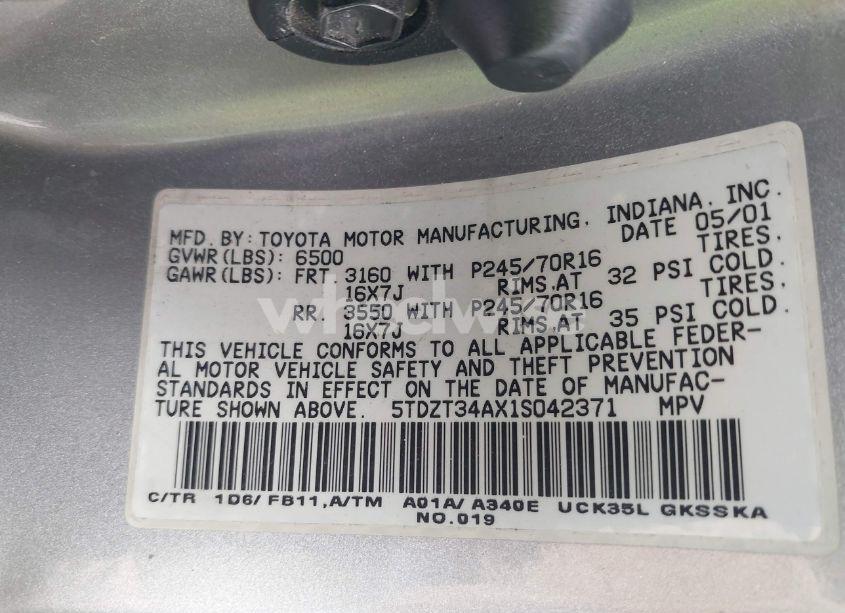 MFD. BY: TOYOTA MOTOR MANUFACTURING, INDIANA, INC.
GVWR(LBS): 6500 DATE 05/01
GAWR(LBS): FRT. 3160 WITH P245/70R16 TIRES,
16X7J RIMS,AT 32 PSI COLD.
RR. 3550 WITH P245/70R16 TIRES,
16X7J RIMS,AT 35 PSI COLD.
THIS VEHICLE CONFORMS TO ALL APPLICABLE FEDER-
AL MOTOR VEHICLE SAFETY AND THEFT PREVENTION
STANDARDS IN EFFECT ON THE DATE OF MANUFAC-
TURE SHOWN ABOVE. 5TDZT34AX1S042371 MPV
C/TR 1D6/ FB11,A/TM A01A/ A340E UCK35L GKSSKA
NO.019